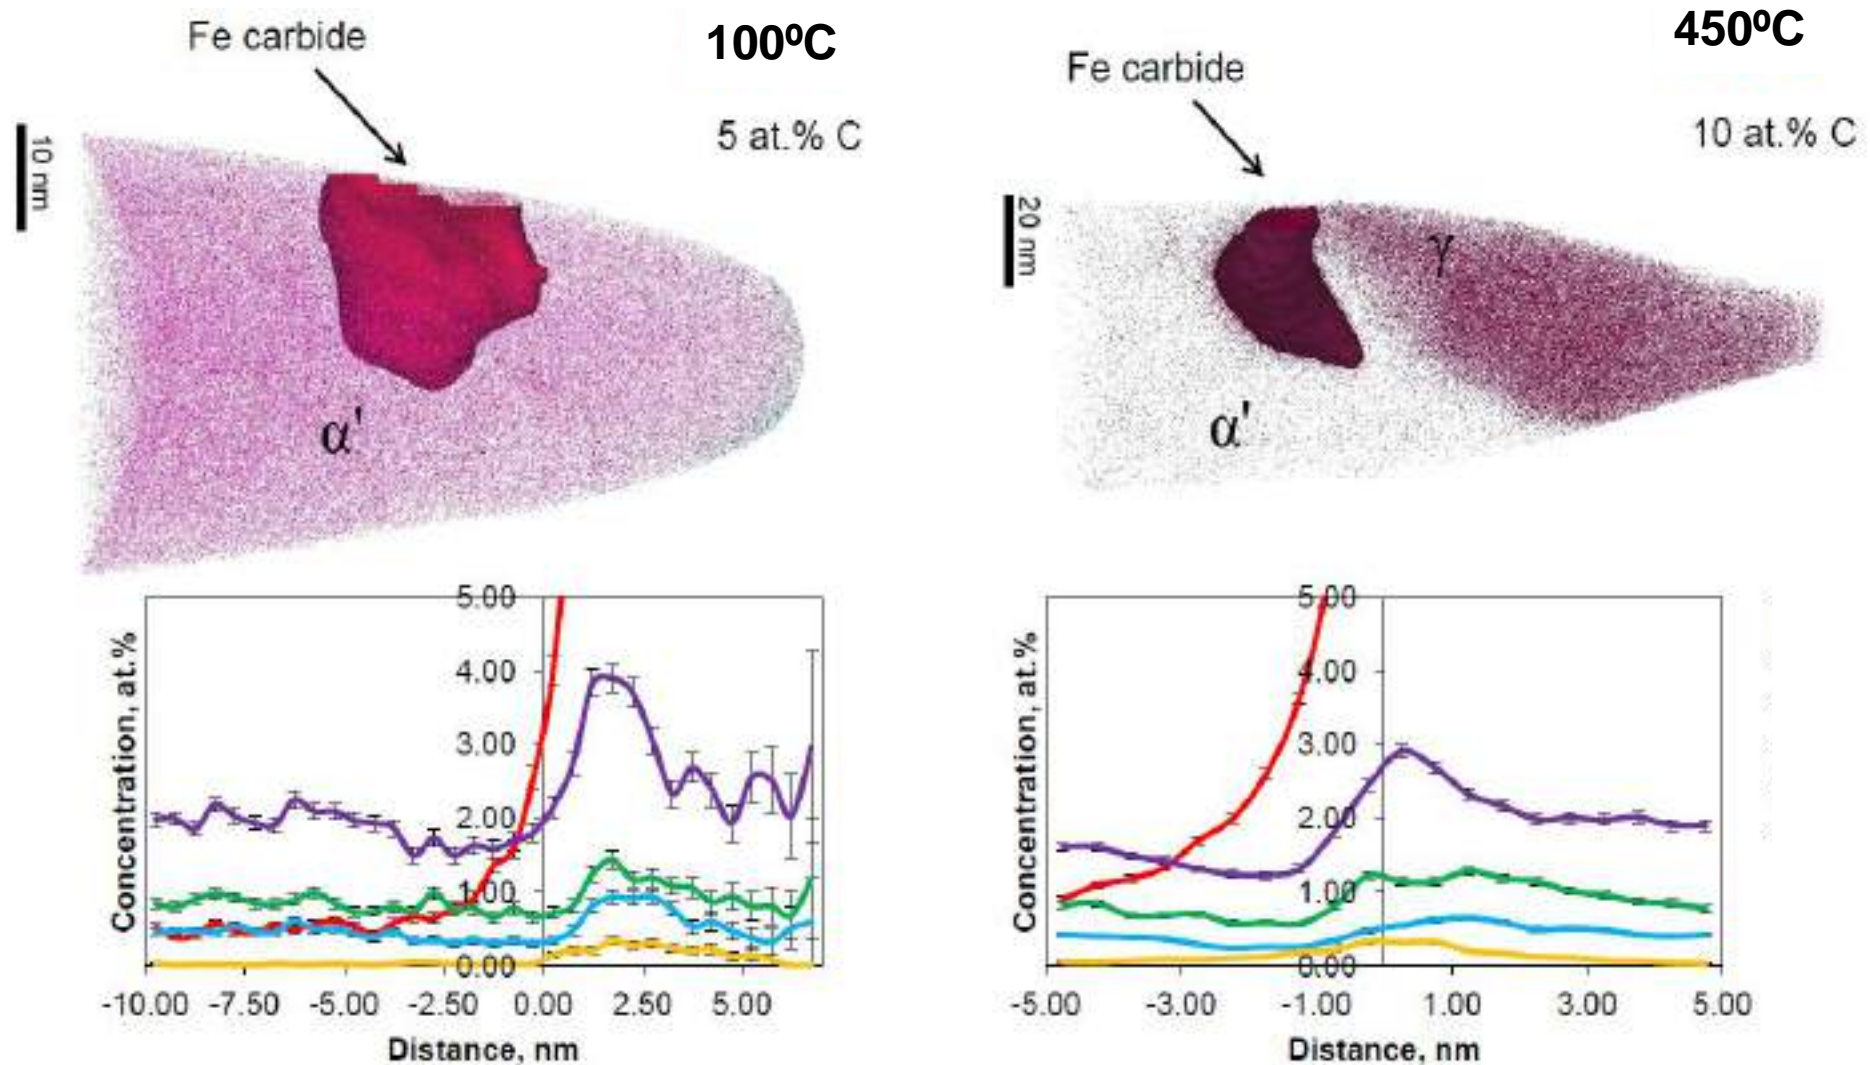 Fe carbide
100ºC
5 at.% C
10 nm
α'
5.00
4.00
3.00
2.00
1.00
0.00
Concentration, at.%
-10.00 -7.50 -5.00 -2.50 0.00 2.50 5.00
Distance, nm
450ºC
Fe carbide
10 at.% C
20 nm
γ
α'
5.00
4.00
3.00
2.00
1.00
0.00
Concentration, at.%
-5.00 -3.00 -1.00 1.00 3.00 5.00
Distance, nm